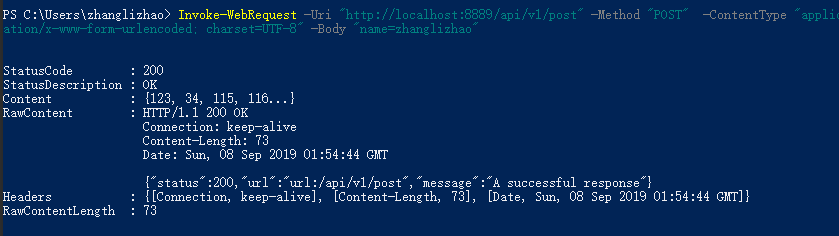 PS C:\Users\zhanglizhao> Invoke-WebRequest -Uri "http://localhost:8889/api/v1/post" -Method "POST"  -ContentType "applic
ation/x-www-form-urlencoded; charset=UTF-8" -Body "name=zhanglizhao"
StatusCode        : 200
StatusDescription : OK
Content           : {123, 34, 115, 116...}
RawContent        : HTTP/1.1 200 OK
                    Connection: keep-alive
                    Content-Length: 73
                    Date: Sun, 08 Sep 2019 01:54:44 GMT
                    {"status":200,"url":"url:/api/v1/post","message":"A successful response"}
Headers           : {[Connection, keep-alive], [Content-Length, 73], [Date, Sun, 08 Sep 2019 01:54:44 GMT]}
RawContentLength  : 73